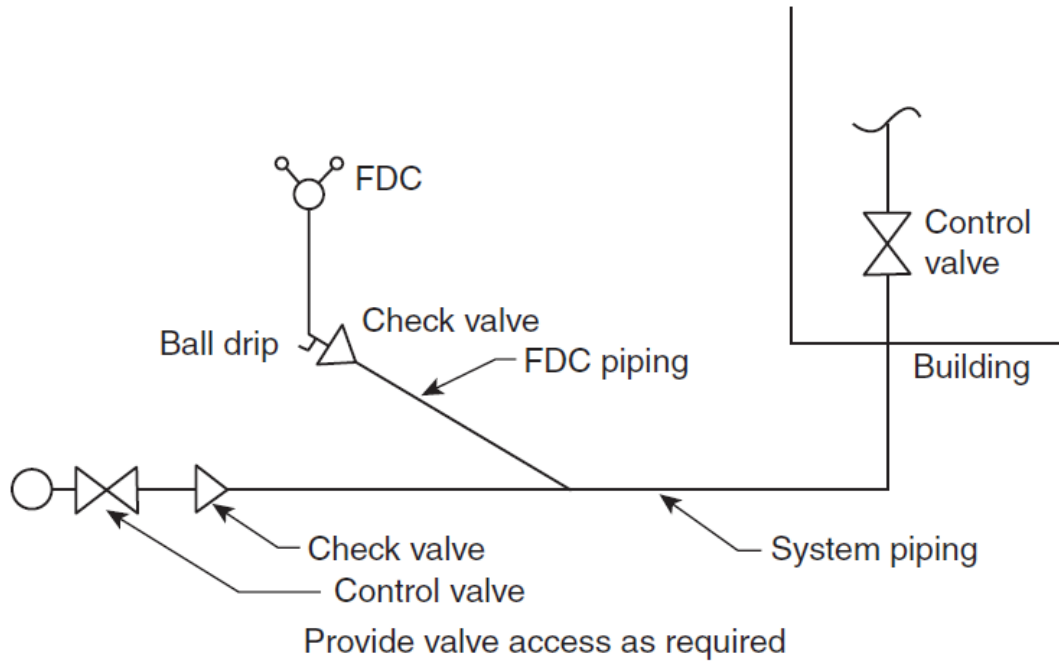 FDC
Control
valve
Check valve
Ball drip
FDC piping
Building
Check valve
System piping
Control valve
Provide valve access as required